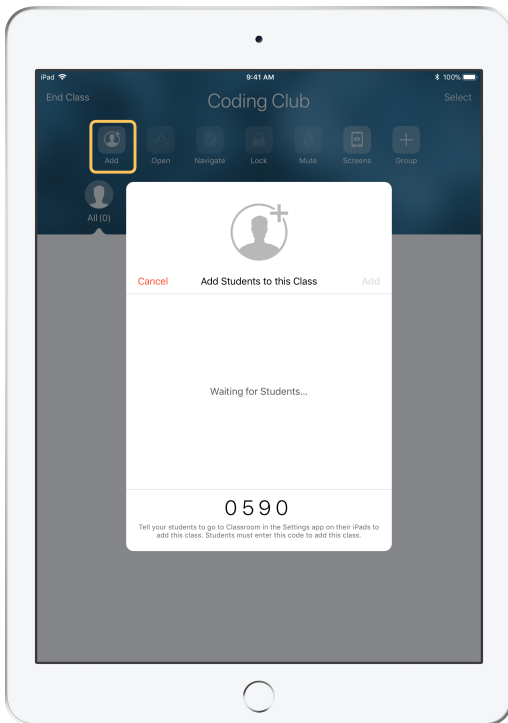 iPad 9:41 AM 100%
End Class Coding Club Select
Add Open Navigate Lock Mute Screens Group
All (0)
Cancel Add Students to this Class Add
Waiting for Students...
0590
Tell your students to go to Classroom in the Settings app on their iPads to
add this class. Students must enter this code to add this class.